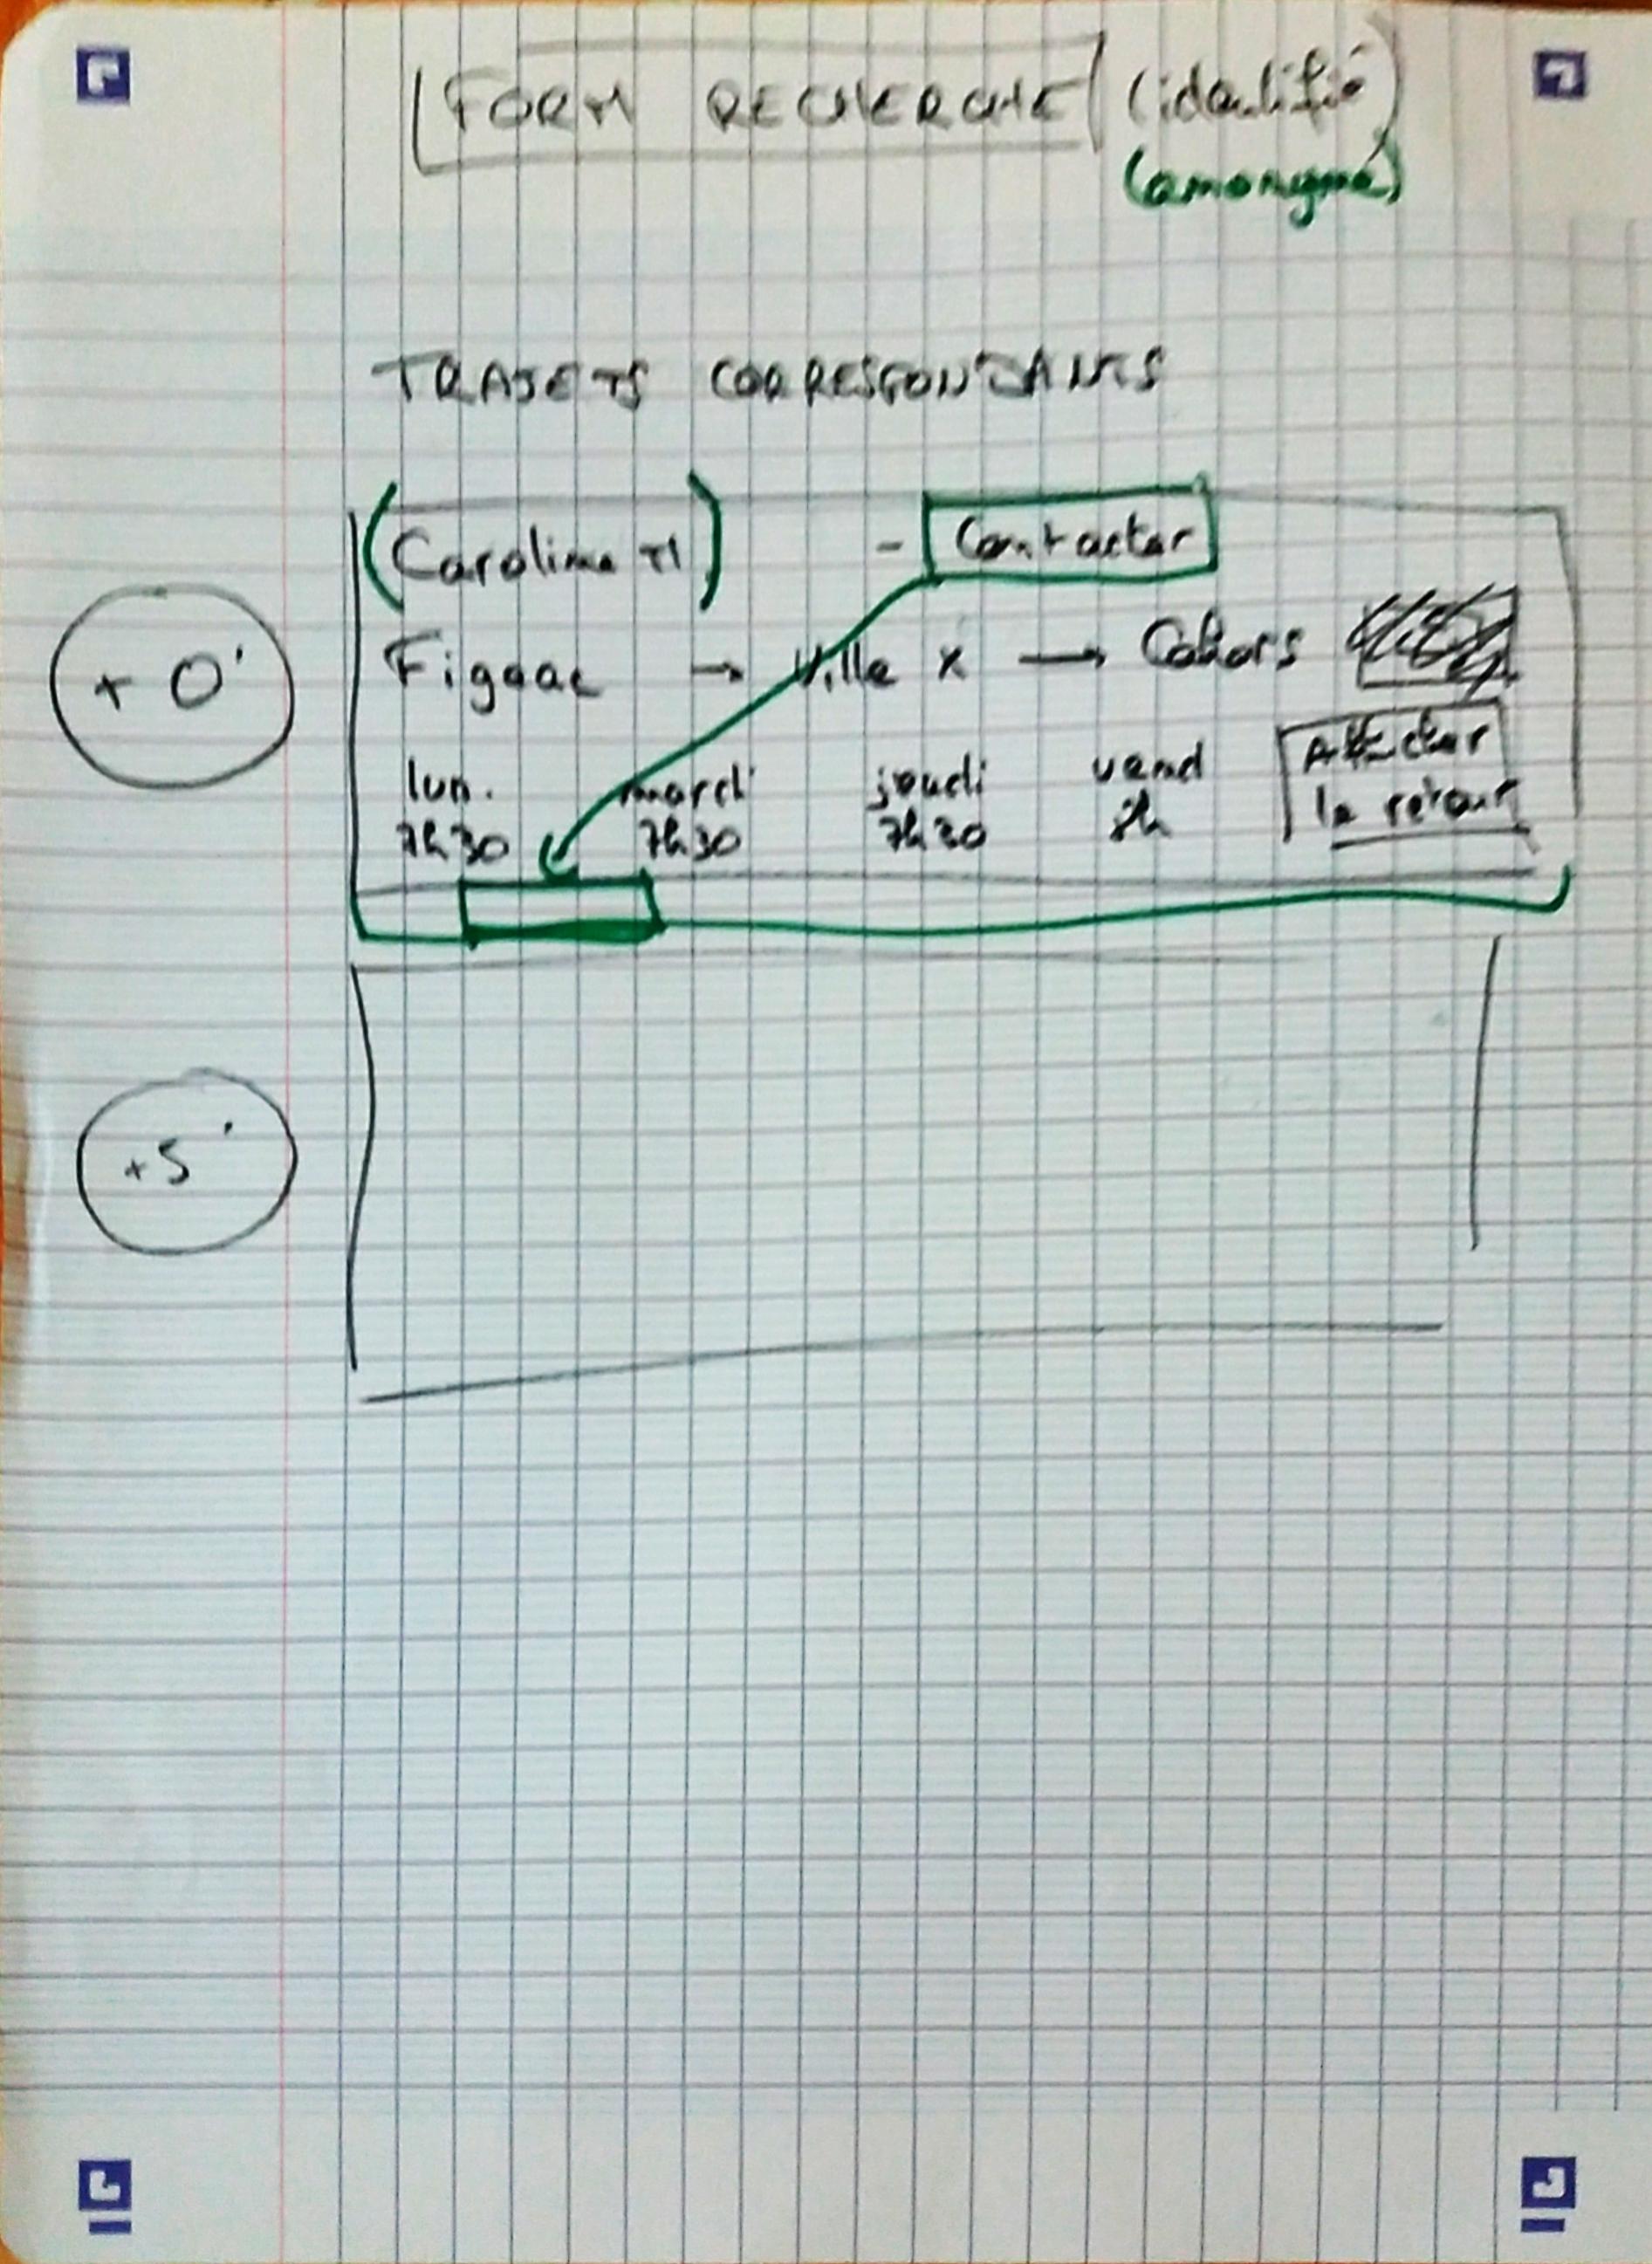 FORM RECHERCHE (identifié)
(anonyme)
TRAJETS CORRESPONDANTS
(Caroline M) - Contacter
+ 0'
Figeac → Ville X → Cahors
lun. mardi jeudi vend Afficher
7h30 7h30 7h30 8h le retour
+5'